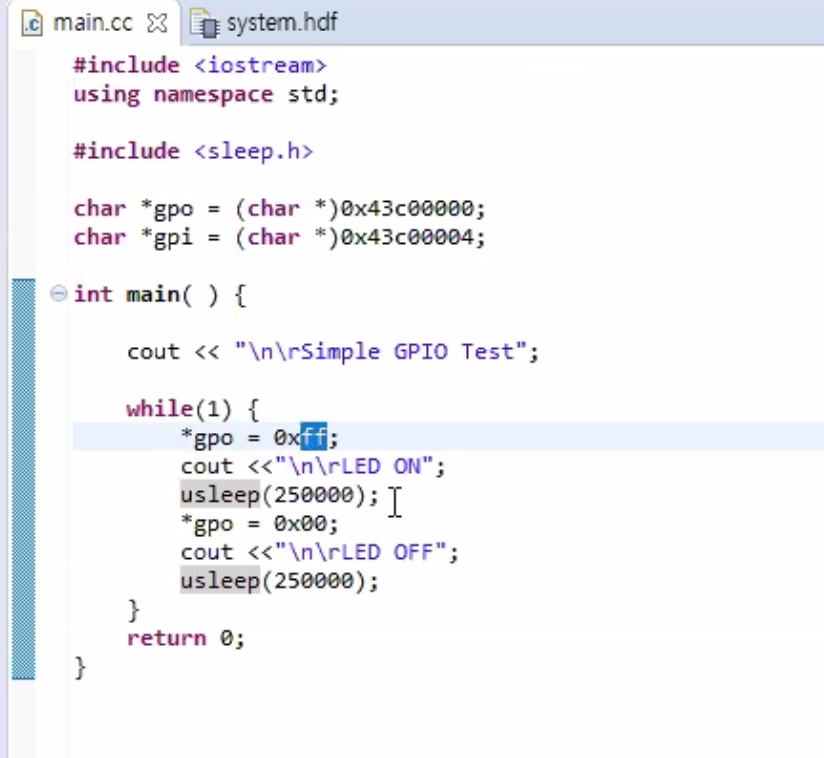 main.cc
system.hdf
#include <iostream>
using namespace std;
#include <sleep.h>
char *gpo = (char *)0x43c00000;
char *gpi = (char *)0x43c00004;
int main( ) {
cout << "\n\rSimple GPIO Test";
while(1) {
*gpo = 0xff;
cout <<"\n\rLED ON";
usleep(250000);
*gpo = 0x00;
cout <<"\n\rLED OFF";
usleep(250000);
}
return 0;
}